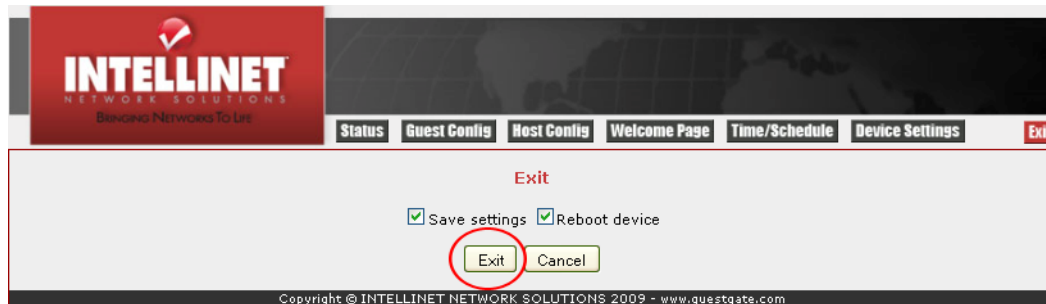 INTELLINET
NETWORK SOLUTIONS
BRINGING NETWORKS TO LIFE
Status Guest Config Host Config Welcome Page Time/Schedule Device Settings Exi
Exit
Save settings Reboot device
Exit Cancel
Copyright @ INTELLINET NETWORK SOLUTIONS 2009 - www.guestgate.com